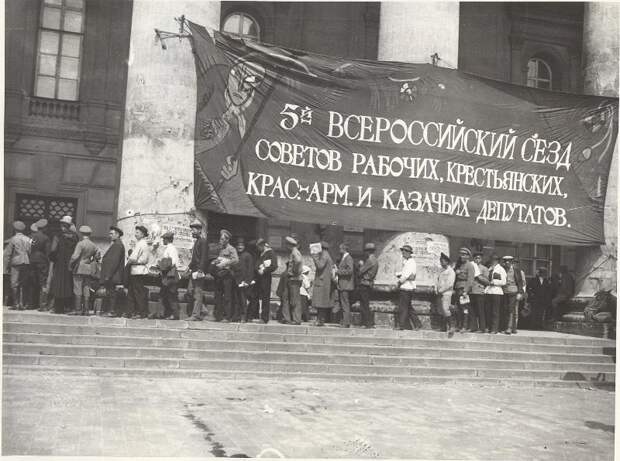 5й ВСЕРОССИЙСКИЙ СЪЕЗД
СОВЕТОВ РАБОЧИХ, КРЕСТЬЯНСКИХ,
КРАС.-АРМ. И КАЗАЧЬИХ ДЕПУТАТОВ.